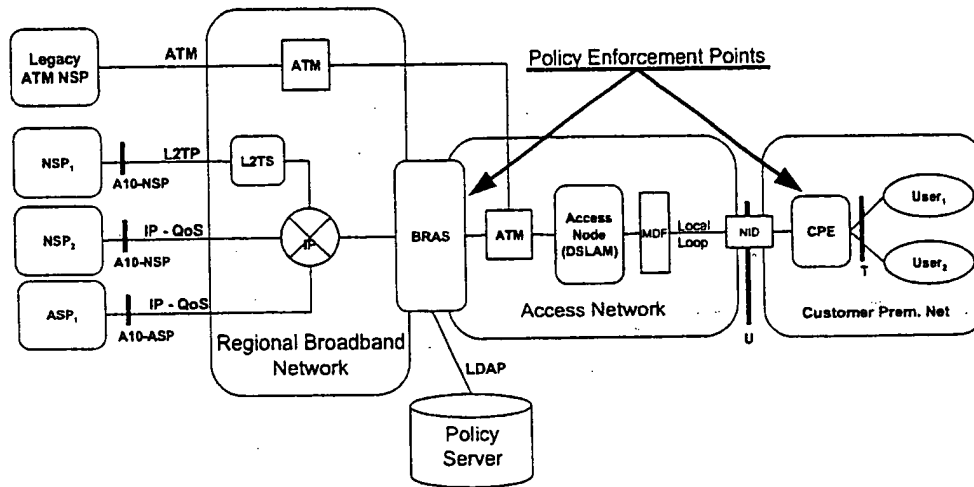 Legacy
ATM NSP
ATM
ATM
Policy Enforcement Points
NSP1
L2TP
A10-NSP
L2TS
NSP2
IP - QoS
A10-NSP
IP
BRAS
ATM
Access
Node
(DSLAM)
MDF
Local
Loop
NID
CPE
User1
User2
T
ASP1
IP - QoS
A10-ASP
Regional Broadband
Network
Access Network
Customer Prem. Net
U
LDAP
Policy
Server